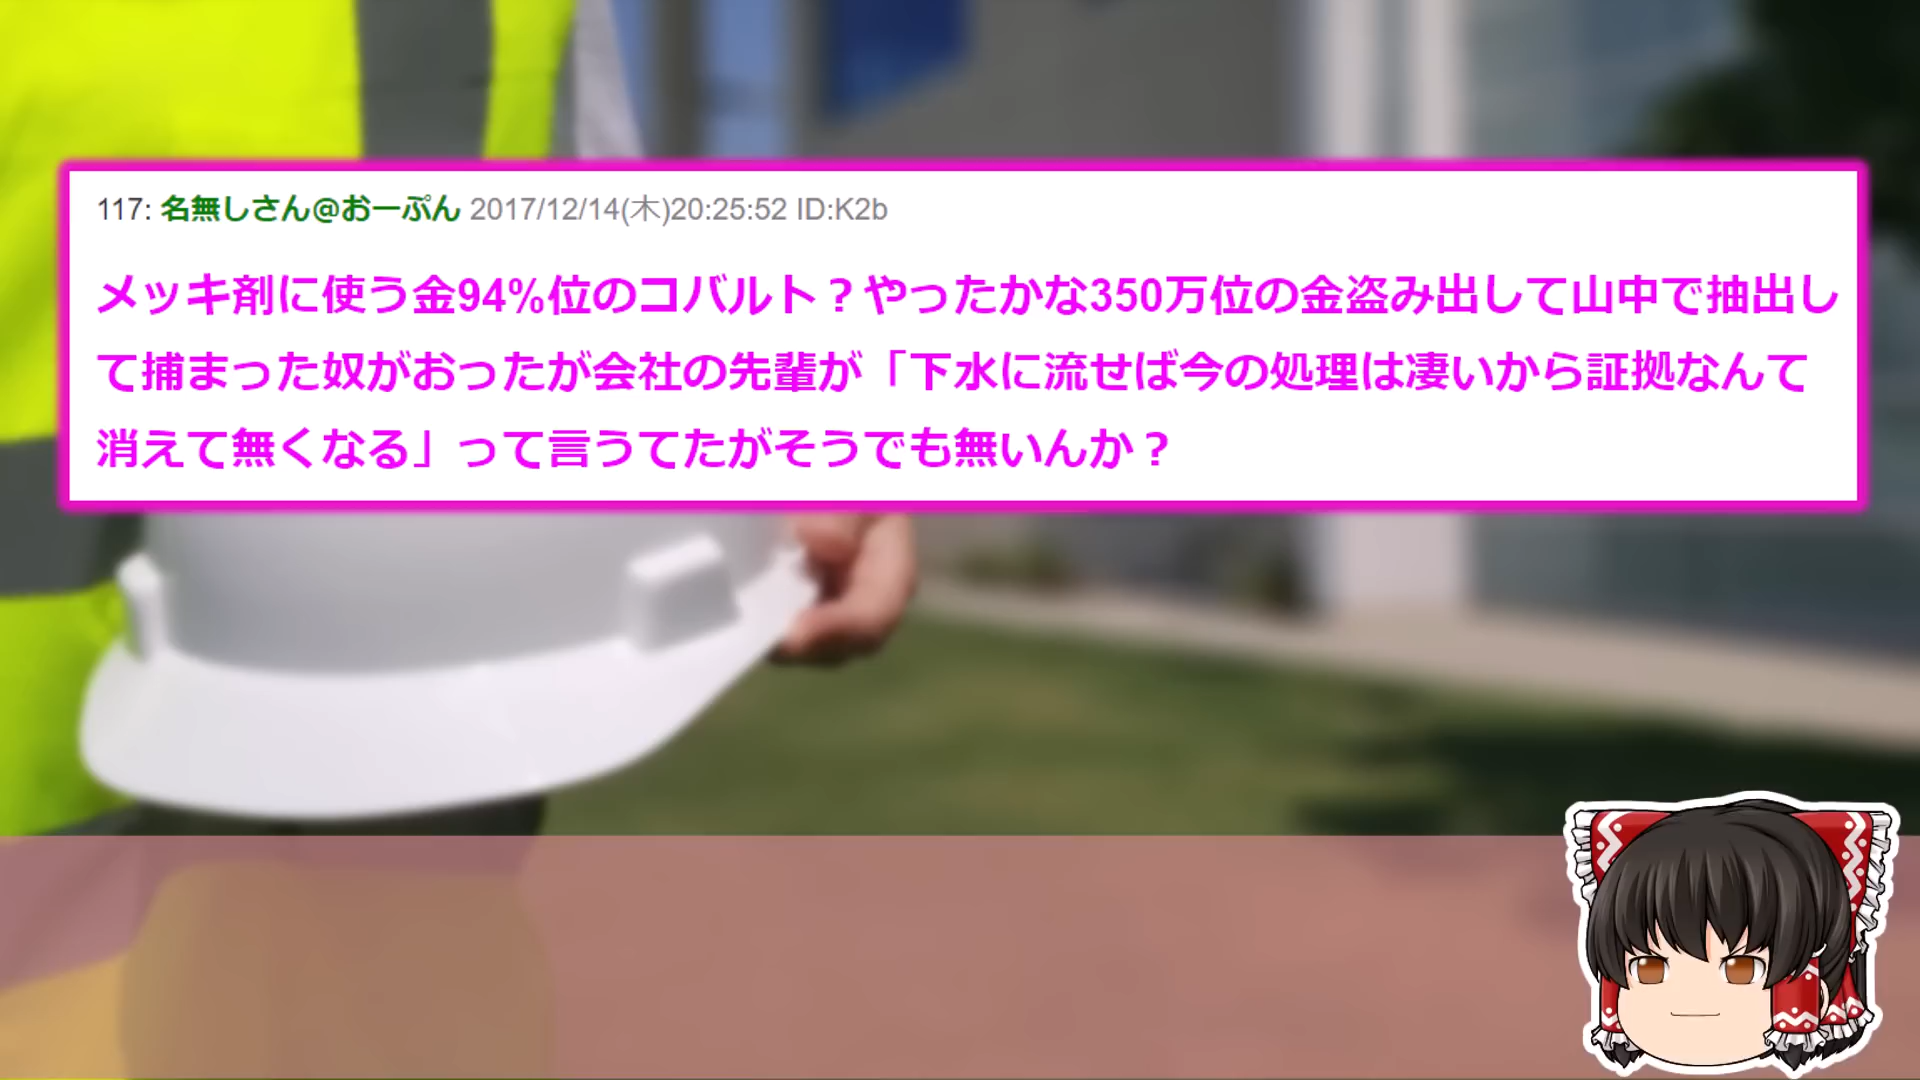 117: 名無しさん@おーぷん 2017/12/14(木)20:25:52 ID:K2b
メッキ剤に使う金94%位のコバルト？やったかな350万位の金盗み出して山中で抽出し
て捕まった奴がおったが会社の先輩が「下水に流せば今の処理は凄いから証拠なんて
消えて無くなる」って言うてたがそうでも無いんか？